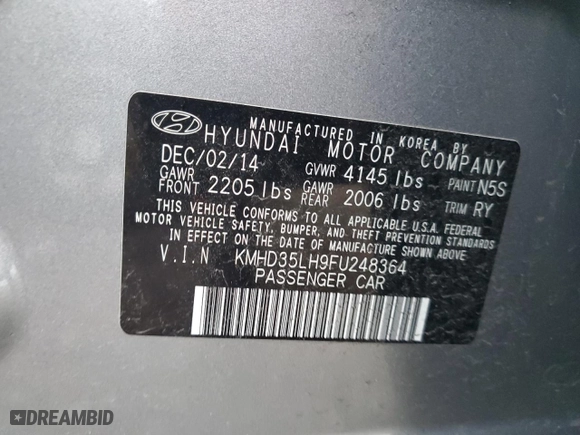 MANUFACTURED IN KOREA BY
HYUNDAI MOTOR COMPANY
DEC/02/14 GVWR 4145 lbs PAINT N5S
GAWR FRONT 2205 lbs GAWR REAR 2006 lbs TRIM RY
THIS VEHICLE CONFORMS TO ALL APPLICABLE U.S.A. FEDERAL
MOTOR VEHICLE SAFETY, BUMPER, AND THEFT PREVENTION
STANDARDS IN EFFECT ON THE DATE OF MANUFACTURE SHOWN ABOVE.
V.I.N KMHD35LH9FU248364
PASSENGER CAR
DREAMBID